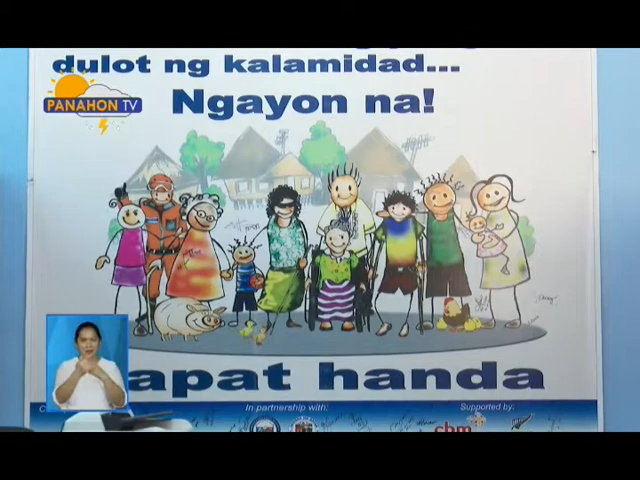 dulot ng kalamidad...
PANAHON TV
Ngayon na!
apat handa
In partnership with:
Supported by:
cbm